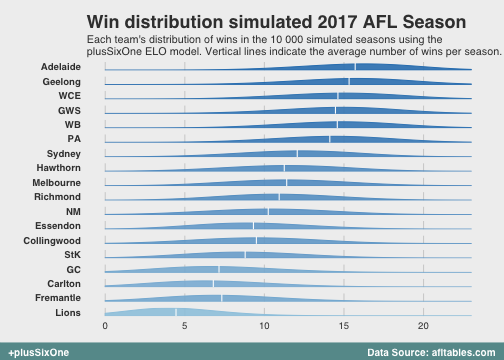 Win distribution simulated 2017 AFL Season
Each team's distribution of wins in the 10 000 simulated seasons using the
plusSixOne ELO model. Vertical lines indicate the average number of wins per season.
Adelaide
Geelong
WCE
GWS
WB
PA
Sydney
Hawthorn
Melbourne
Richmond
NM
Essendon
Collingwood
StK
GC
Carlton
Fremantle
Lions
0 5 10 15 20
+plusSixOne Data Source: afltables.com